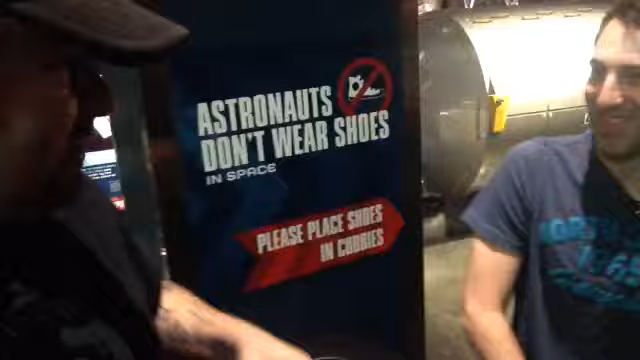 ASTRONAUTS
DON'T WEAR SHOES
IN SPACE
PLEASE PLACE SHOES
IN CUBBIES